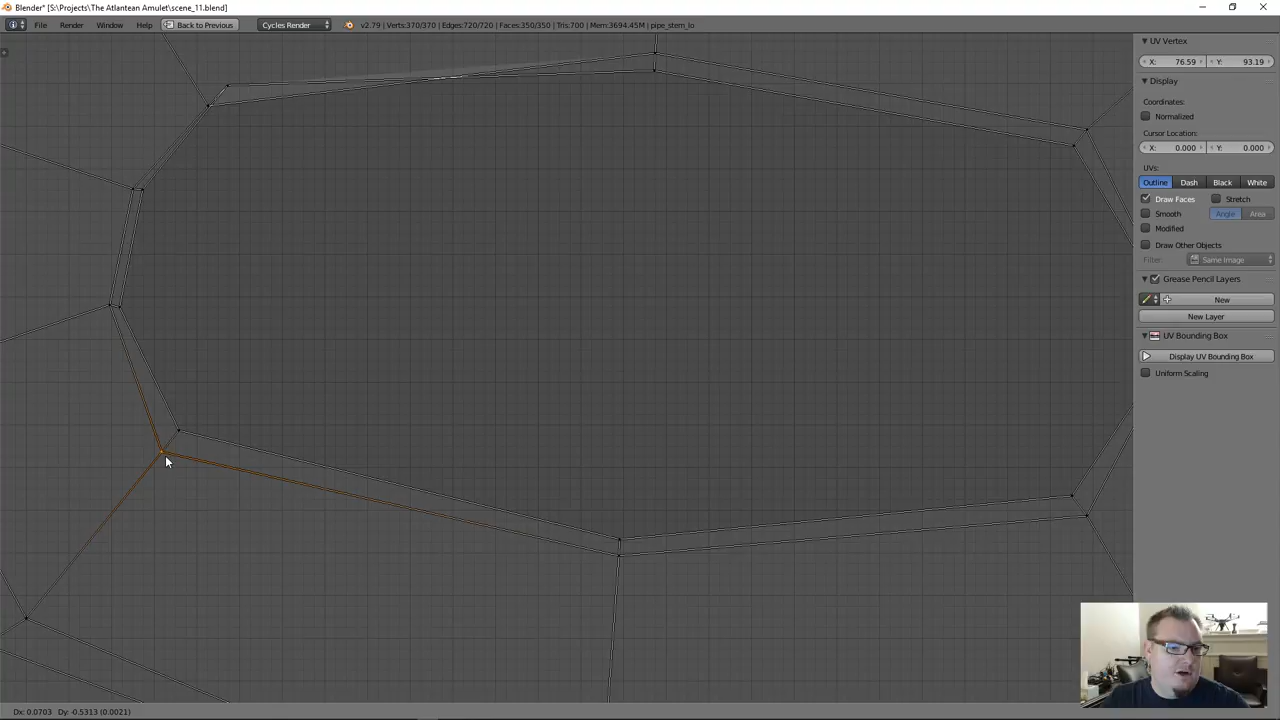 Blender* [S:\Projects\The Atlantean Amulet\scene_11.blend]
File Render Window Help Back to Previous Cycles Render v2.79 | Verts:370/370 | Edges:720/720 | Faces:350/350 | Tris:700 | Mem:3694.45M | pipe_stem_lo
UV Vertex
X: 76.59 Y: 93.19
Display
Coordinates:
Normalized
Cursor Location:
X: 0.000 Y: 0.000
UVs:
Outline Dash Black White
Draw Faces Stretch
Smooth Angle Area
Modified
Draw Other Objects
Filter: Same Image
Grease Pencil Layers
New
New Layer
UV Bounding Box
Display UV Bounding Box
Uniform Scaling
Dx: 0.0703 Dy: -0.5313 (0.0021)